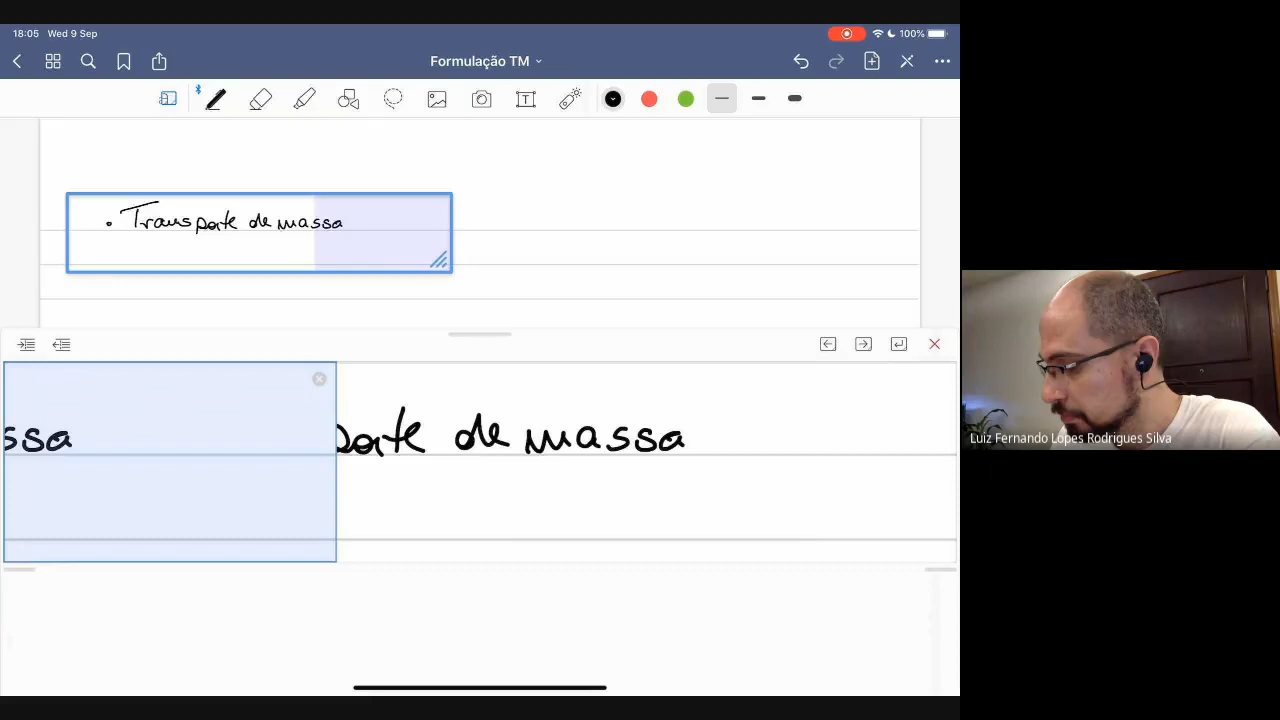 18:05 Wed 9 Sep 100%
Formulação TM
T
• Transporte de massa
ssa
porte de massa
Luiz Fernando Lopes Rodrigues Silva